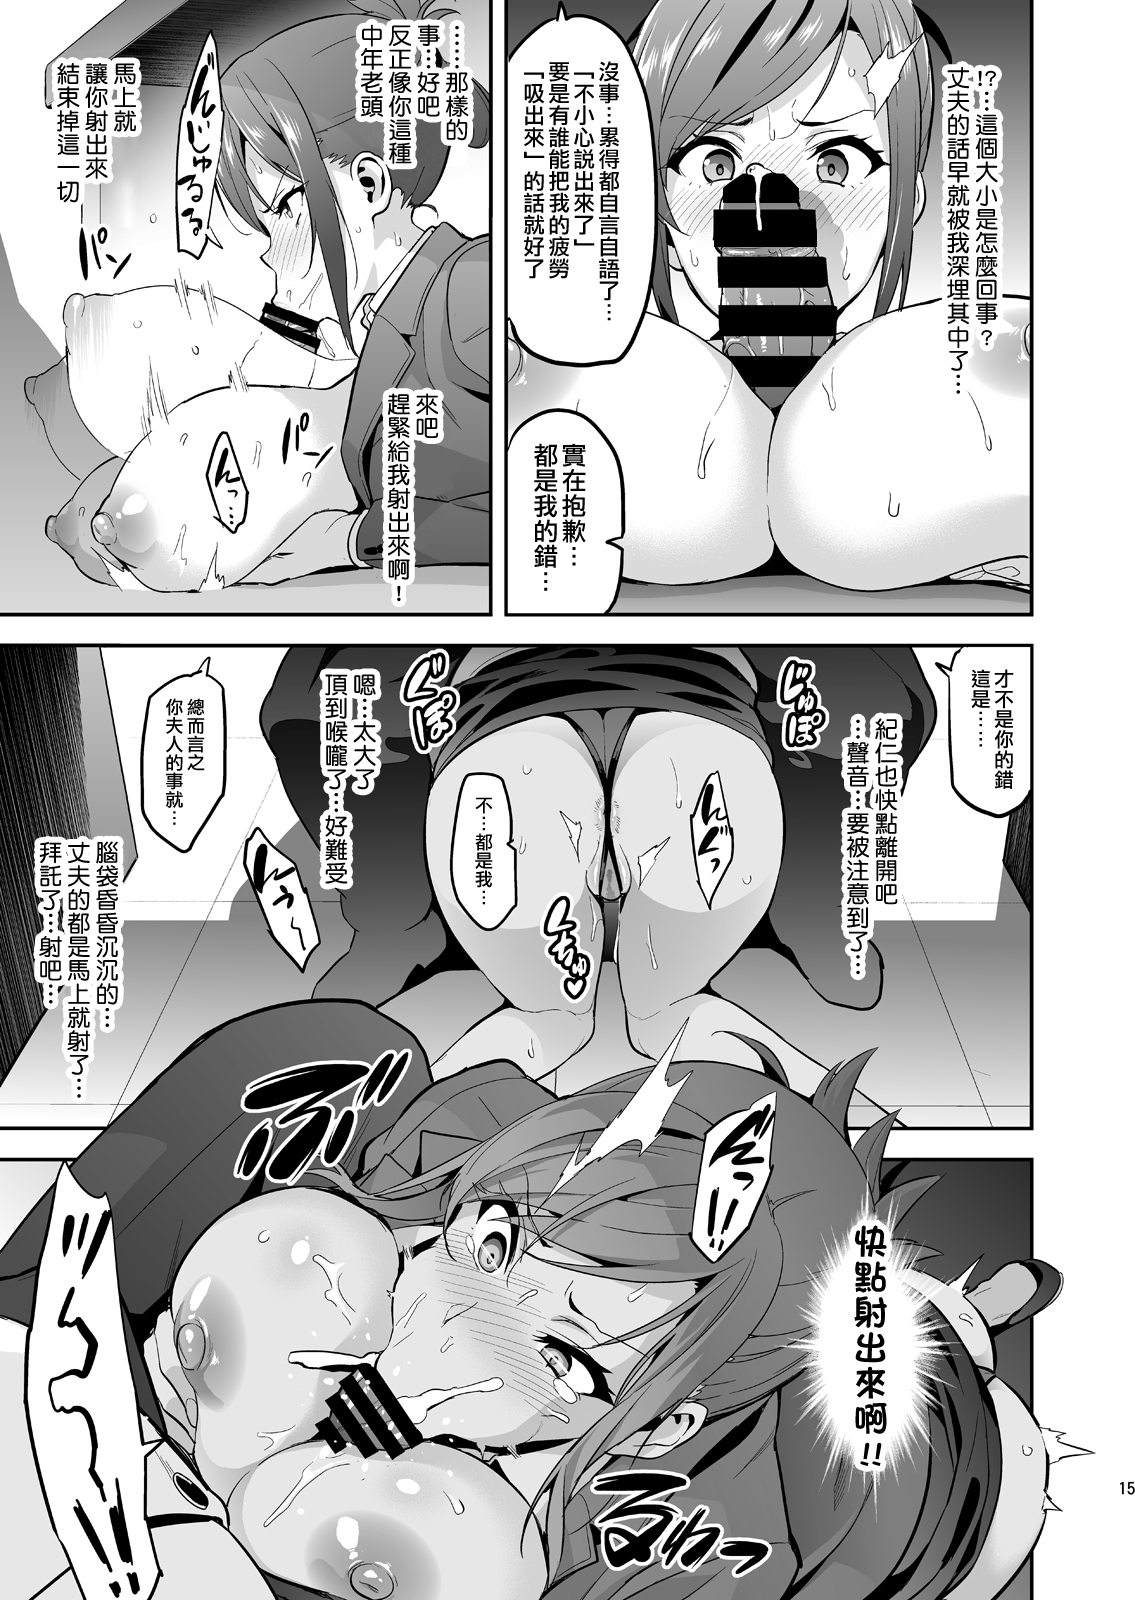 !?…這個大小是怎麼回事?
丈夫的話早就被我深埋其中了…
沒事…累得都自言自語了…
「不小心説出來了」
要是有誰能把我的疲勞
「吸出來」的話就好了
實在抱歉…
都是我的錯…
……那樣的
事…好吧
反正像你這種
中年老頭
馬上就
讓你射出來
結束掉這一切
んじゅるるる
パン
來吧
趕緊給我射出來啊!
パン
んっ…
才不是你的錯
這是……
紀仁也快點離開吧
…聲音…要被注意到了…
じゅぽ
んぐっ
ぐぽ
不…都是我…
くちゅ♡
嗯…太大了
頂到喉嚨了…好難受
んぅ～
總而言之
你夫人的事就…
腦袋昏昏沉沉的…
丈夫的都是馬上就射了…
拜託了…射吧…
んっ!!
快點射出來啊!!
15